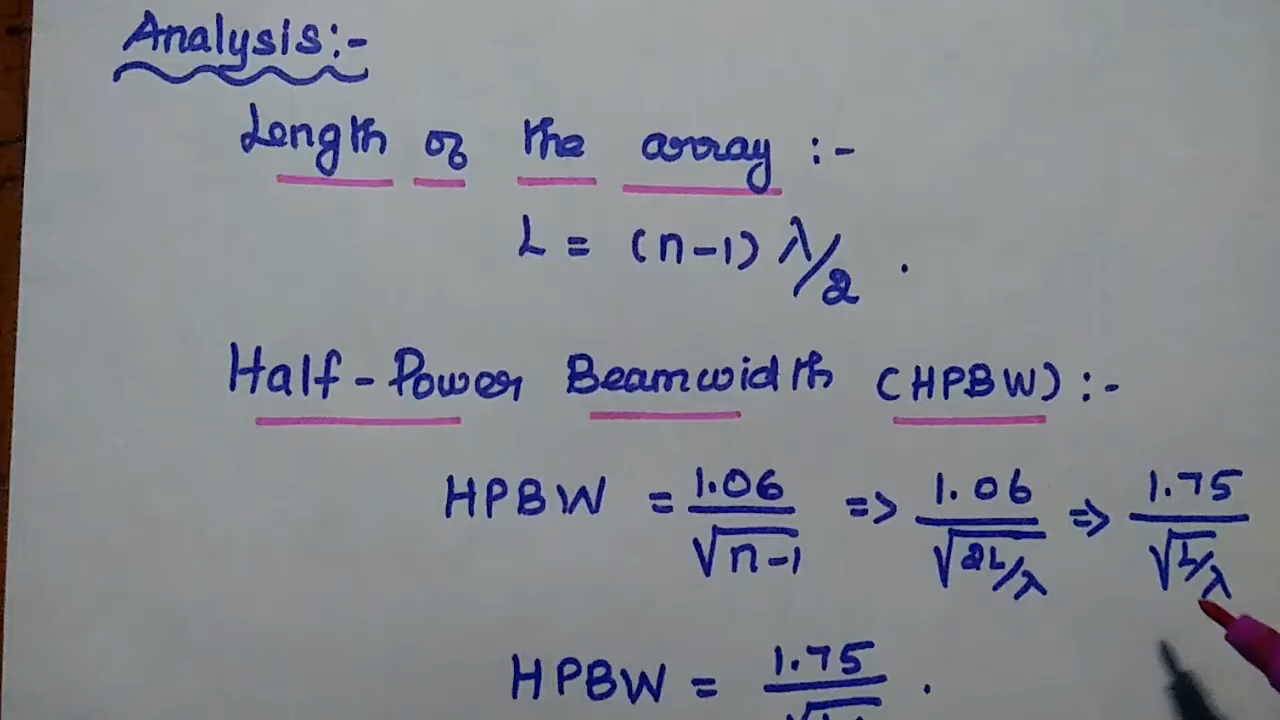 Analysis:-
Length of the array :-
L = (n-1) λ/2 .
Half-Power Beamwidth (HPBW) :-
HPBW = 1.06/√(n-1) => 1.06/√(2L/λ) => 1.75/√(L/λ)
HPBW = 1.75 .